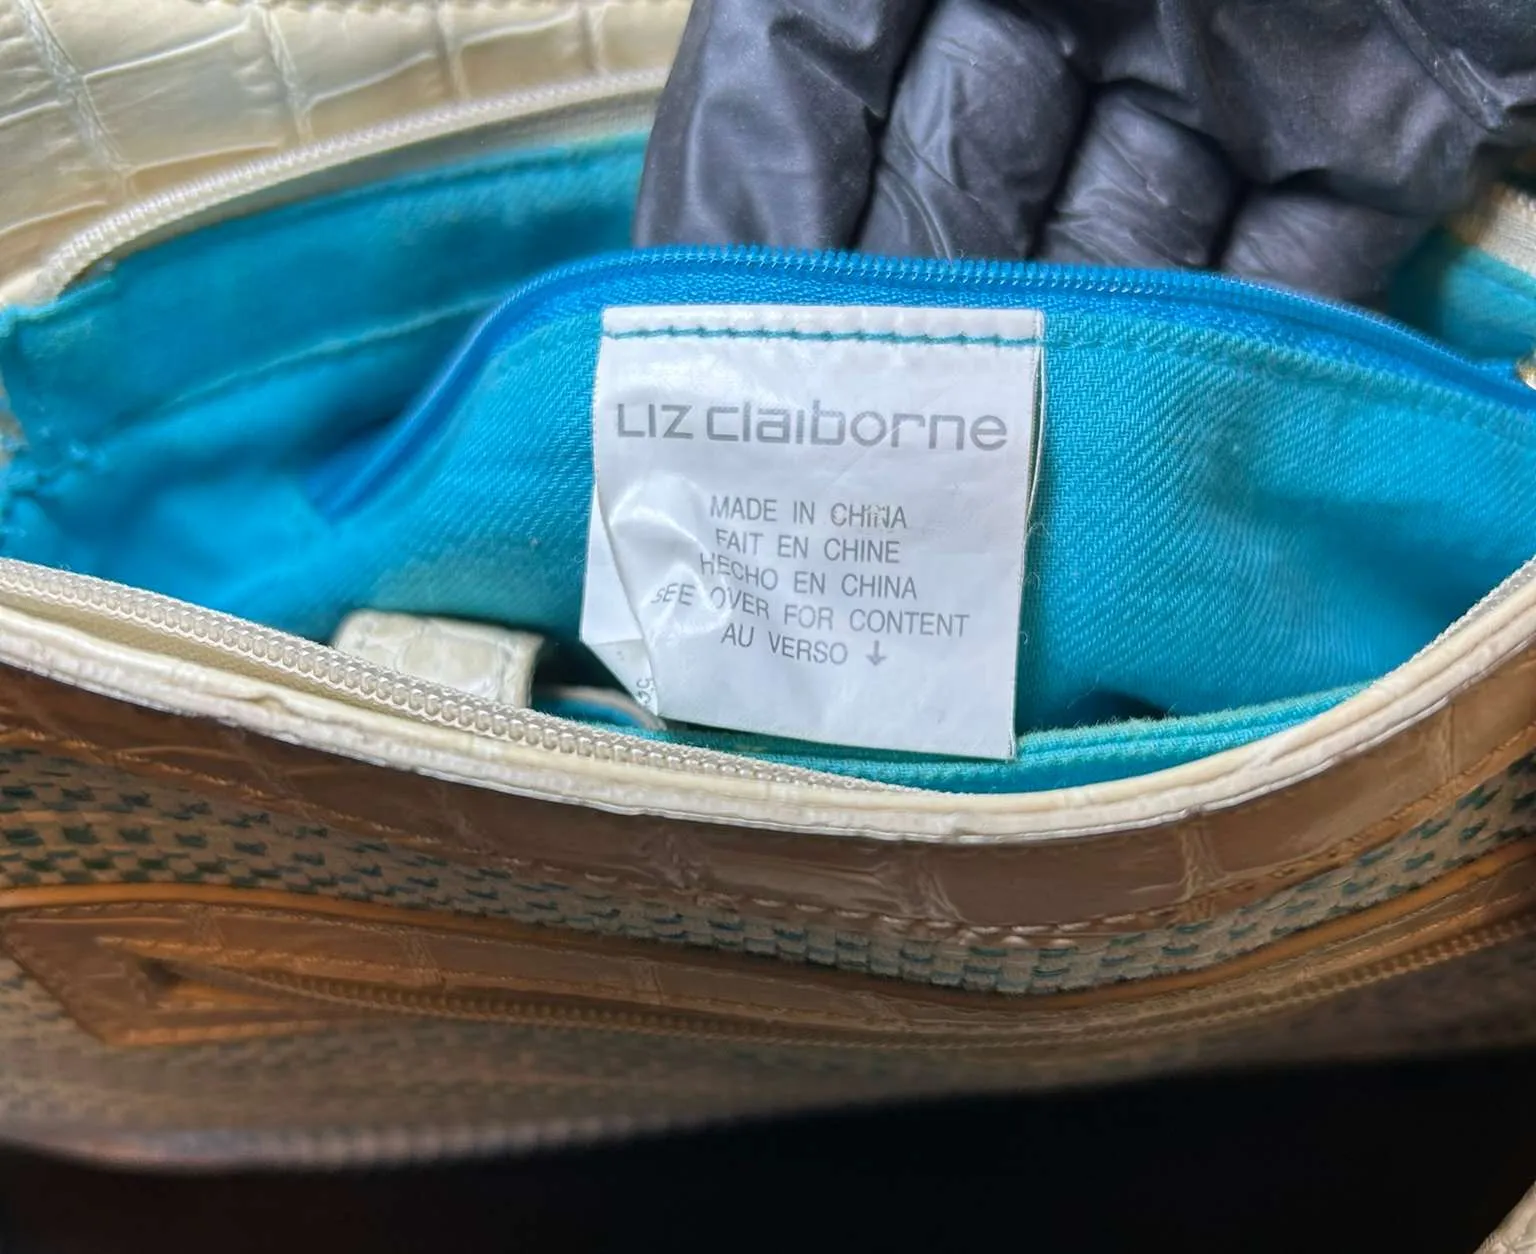 LIZ claiborne
MADE IN CHINA
FAIT EN CHINE
HECHO EN CHINA
SEE OVER FOR CONTENT
AU VERSO ↓